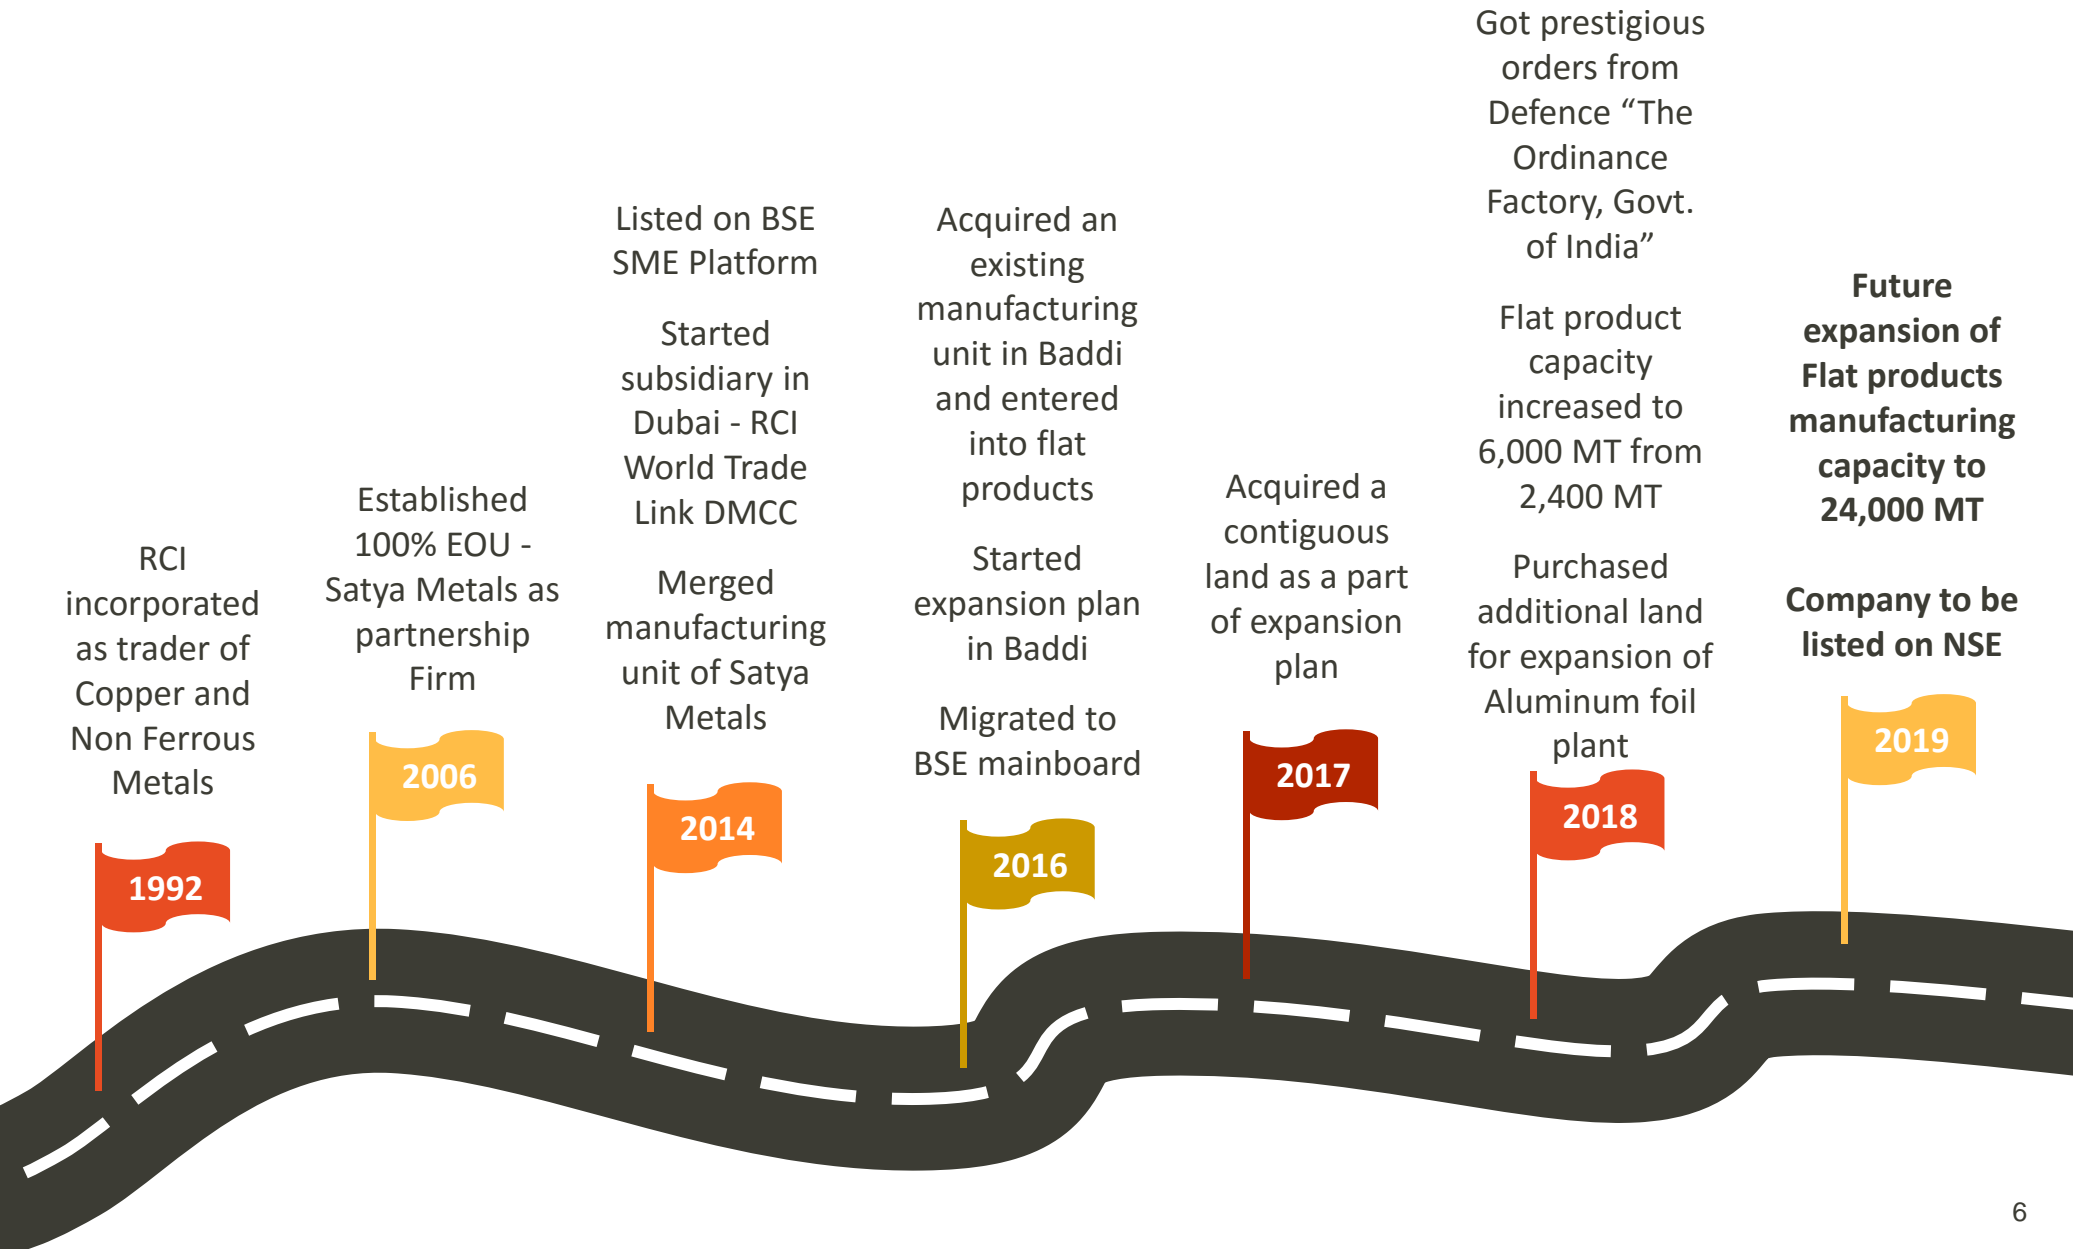 RCI
incorporated
as trader of
Copper and
Non Ferrous
Metals
1992
Established
100% EOU -
Satya Metals as
partnership
Firm
2006
Listed on BSE
SME Platform
Started
subsidiary in
Dubai - RCI
World Trade
Link DMCC
Merged
manufacturing
unit of Satya
Metals
2014
Acquired an
existing
manufacturing
unit in Baddi
and entered
into flat
products
Started
expansion plan
in Baddi
Migrated to
BSE mainboard
2016
Acquired a
contiguous
land as a part
of expansion
plan
2017
Got prestigious
orders from
Defence “The
Ordinance
Factory, Govt.
of India”
Flat product
capacity
increased to
6,000 MT from
2,400 MT
Purchased
additional land
for expansion of
Aluminum foil
plant
2018
Future
expansion of
Flat products
manufacturing
capacity to
24,000 MT
Company to be
listed on NSE
2019
6